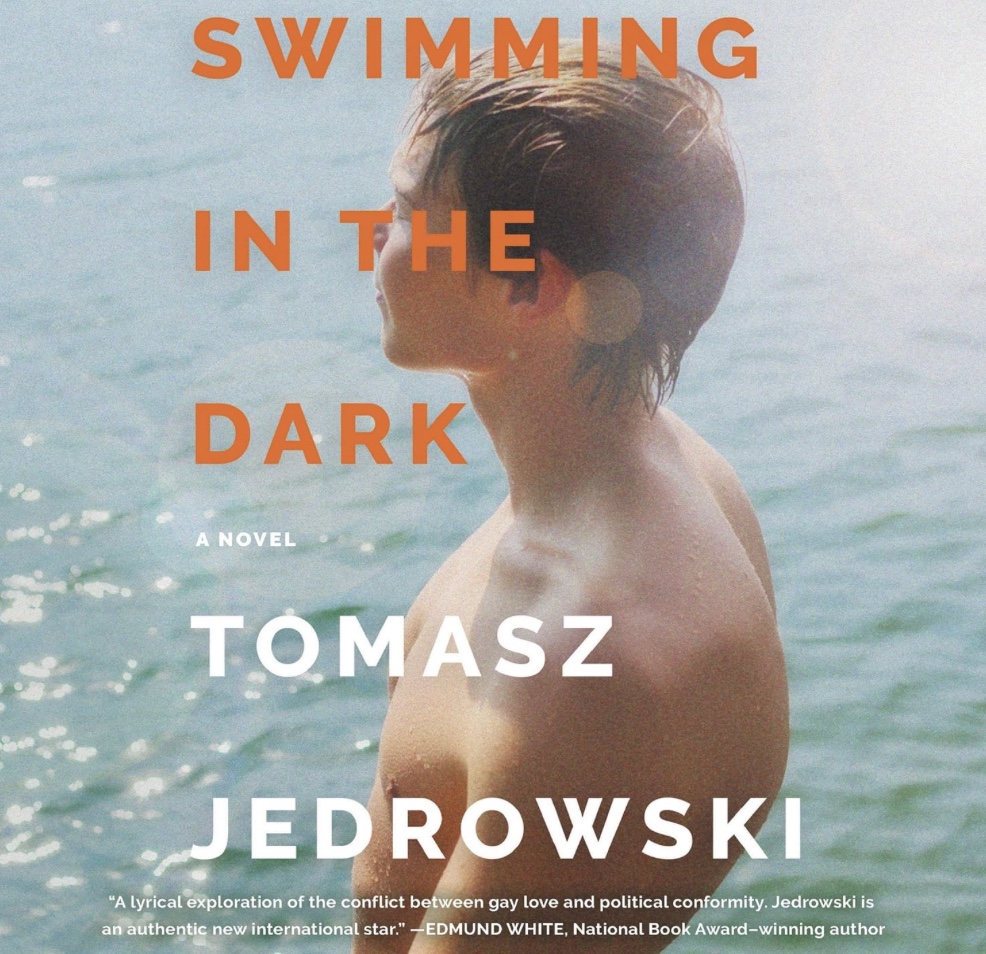 SWIMMING
IN THE
DARK
A NOVEL
TOMASZ
JEDROWSKI
“A lyrical exploration of the conflict between gay love and political conformity. Jedrowski is
an authentic new international star.” —EDMUND WHITE, National Book Award–winning author